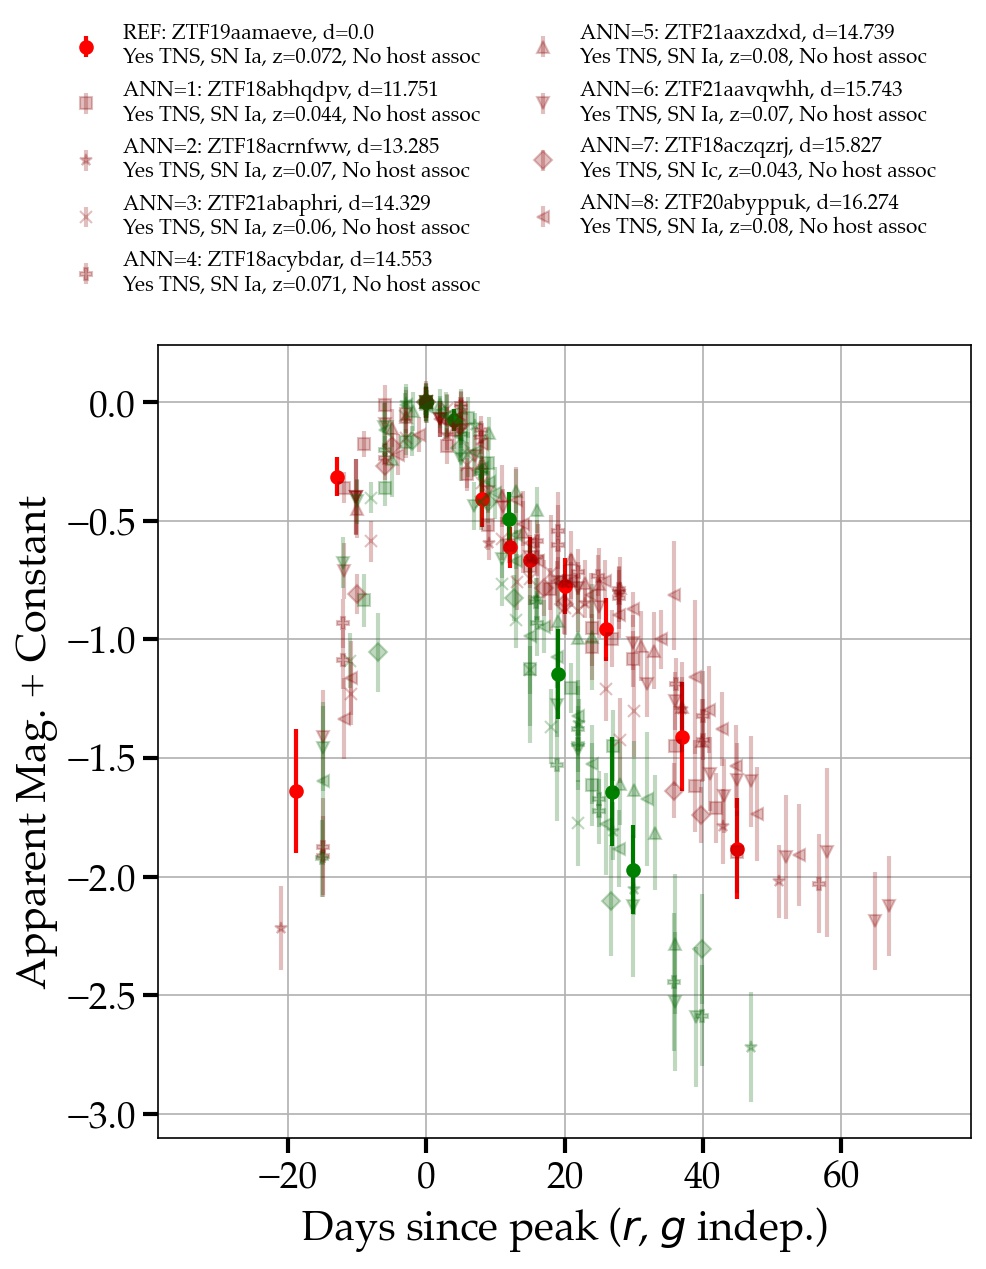 REF: ZTF19aamaeve, d=0.0
Yes TNS, SN Ia, z=0.072, No host assoc
ANN=1: ZTF18abhqdpv, d=11.751
Yes TNS, SN Ia, z=0.044, No host assoc
ANN=2: ZTF18acrnfww, d=13.285
Yes TNS, SN Ia, z=0.07, No host assoc
ANN=3: ZTF21abaphri, d=14.329
Yes TNS, SN Ia, z=0.06, No host assoc
ANN=4: ZTF18acybdar, d=14.553
Yes TNS, SN Ia, z=0.071, No host assoc
ANN=5: ZTF21aaxzdxd, d=14.739
Yes TNS, SN Ia, z=0.08, No host assoc
ANN=6: ZTF21aavqwhh, d=15.743
Yes TNS, SN Ia, z=0.07, No host assoc
ANN=7: ZTF18aczqzrj, d=15.827
Yes TNS, SN Ic, z=0.043, No host assoc
ANN=8: ZTF20abyppuk, d=16.274
Yes TNS, SN Ia, z=0.08, No host assoc
Apparent Mag. + Constant
0.0
−0.5
−1.0
−1.5
−2.0
−2.5
−3.0
−20 0 20 40 60
Days since peak (r, g indep.)